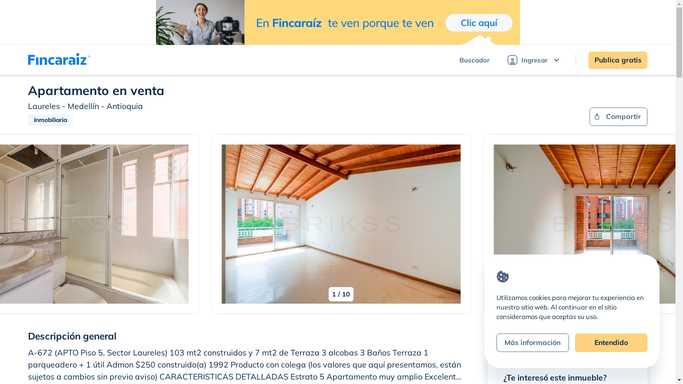 En Fincaraíz te ven porque te ven
Clic aquí
Fincaraiz
Buscador
Ingresar
Publica gratis
Apartamento en venta
Laureles - Medellín - Antioquia
Inmobiliaria
Compartir
BRIKSS
1 / 10
Utilizamos cookies para mejorar tu experiencia en
nuestro sitio web. Al continuar en el sitio
consideramos que aceptas su uso.
Más información
Entendido
Descripción general
A-672 (APTO Piso 5, Sector Laureles) 103 mt2 construidos y 7 mt2 de Terraza 3 alcobas 3 Baños Terraza 1
parqueadero + 1 útil Admon $250 construido(a) 1992 Producto con colega (los valores que aquí presentamos, están
sujetos a cambios sin previo aviso) CARACTERISTICAS DETALLADAS Estrato 5 Apartamento muy amplio Excelent...
¿Te interesó este inmueble?